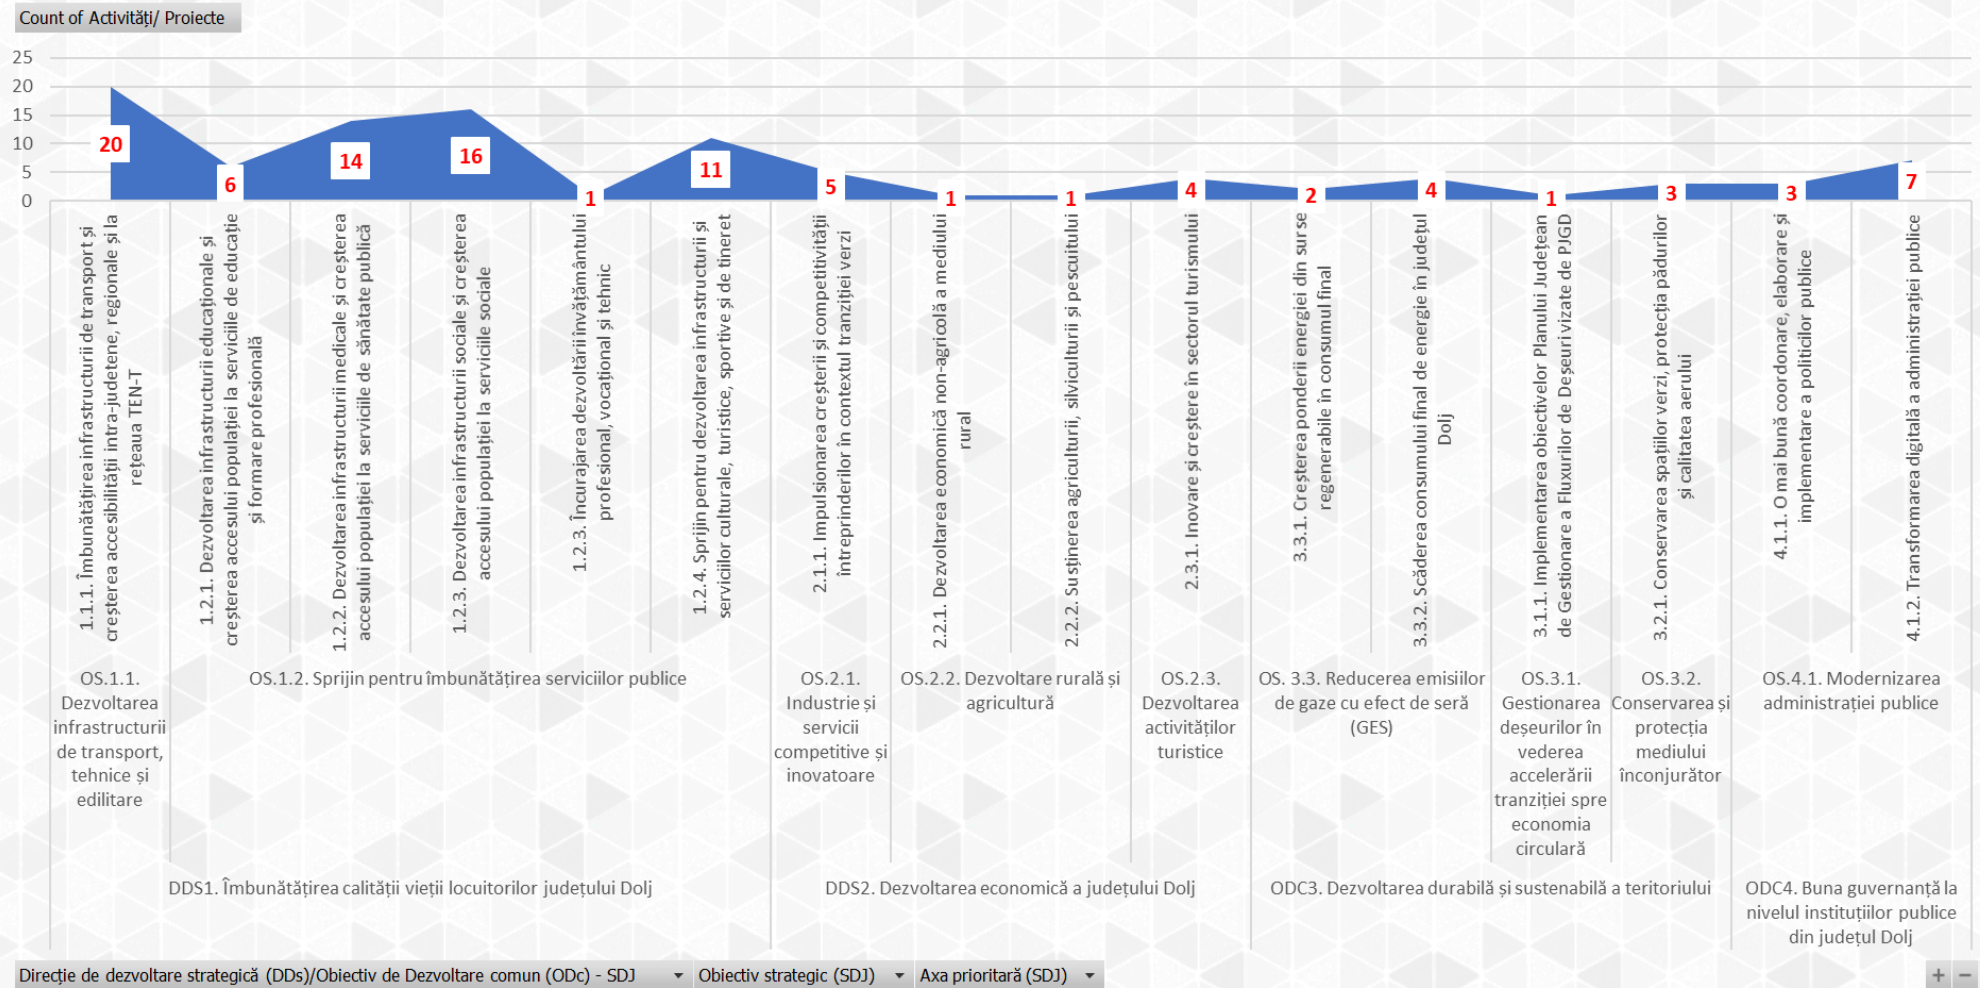 Count of Activități/ Proiecte
25
20
15
10
5
0
20
6
14
16
1
11
5
1
1
4
2
4
1
3
3
7
1.1.1. Îmbunătățirea infrastructurii de transport și
creșterea accesibilității intra-judetene, regionale și la
rețeaua TEN-T
1.2.1. Dezvoltarea infrastructurii educaționale și
creșterea accesului populației la serviciile de educație
și formare profesională
1.2.2. Dezvoltarea infrastructurii medicale și creșterea
accesului populației la serviciile de sănătate publică
1.2.3. Dezvoltarea infrastructurii sociale și creșterea
accesului populației la serviciile sociale
1.2.3. Încurajarea dezvoltării învățământului
profesional, vocațional și tehnic
1.2.4. Sprijin pentru dezvoltarea infrastructurii și
serviciilor culturale, turistice, sportive și de tineret
2.1.1. Impulsionarea creșterii și competitivității
întreprinderilor în contextul tranziției verzi
2.2.1. Dezvoltarea economică non-agricolă a mediului
rural
2.2.2. Susținerea agriculturii, silviculturii și pescuitului
2.3.1. Inovare și creștere în sectorul turismului
3.3.1. Creșterea ponderii energiei din surse
regenerabile în consumul final
3.3.2. Scăderea consumului final de energie în județul
Dolj
3.1.1. Implementarea obiectivelor Planului Județean
de Gestionare a Fluxurilor de Deșeuri vizate de PJGD
3.2.1. Conservarea spațiilor verzi, protecția pădurilor
și calitatea aerului
4.1.1. O mai bună coordonare, elaborare și
implementare a politicilor publice
4.1.2. Transformarea digitală a administrației publice
OS.1.1.
Dezvoltarea
infrastructurii
de transport,
tehnice și
edilitare
OS.1.2. Sprijin pentru îmbunătățirea serviciilor publice
OS.2.1.
Industrie și
servicii
competitive și
inovatoare
OS.2.2. Dezvoltare rurală și
agricultură
OS.2.3.
Dezvoltarea
activităților
turistice
OS. 3.3. Reducerea emisiilor
de gaze cu efect de seră
(GES)
OS.3.1.
Gestionarea
deșeurilor în
vederea
accelerării
tranziției spre
economia
circulară
OS.3.2.
Conservarea și
protecția
mediului
înconjurător
OS.4.1. Modernizarea
administrației publice
DDS1. Îmbunătățirea calității vieții locuitorilor județului Dolj
DDS2. Dezvoltarea economică a județului Dolj
ODC3. Dezvoltarea durabilă și sustenabilă a teritoriului
ODC4. Buna guvernanță la
nivelul instituțiilor publice
din județul Dolj
Direcție de dezvoltare strategică (DDs)/Obiectiv de Dezvoltare comun (ODc) - SDJ
Obiectiv strategic (SDJ)
Axa prioritară (SDJ)